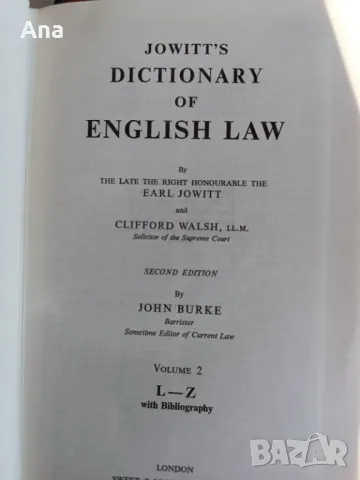 Ana
JOWITT'S
DICTIONARY
OF
ENGLISH LAW
By
THE LATE THE RIGHT HONOURABLE THE
EARL JOWITT
and
CLIFFORD WALSH, LL.M.
Solicitor of the Supreme Court
SECOND EDITION
By
JOHN BURKE
Barrister
Sometime Editor of Current Law
VOLUME 2
L—Z
with Bibliography
LONDON
bazar